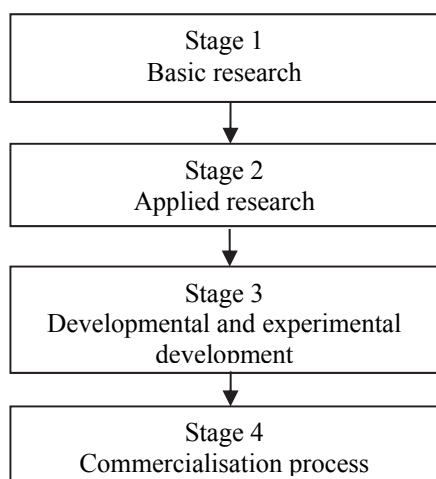 Stage 1
Basic research
Stage 2
Applied research
Stage 3
Developmental and experimental
development
Stage 4
Commercialisation process